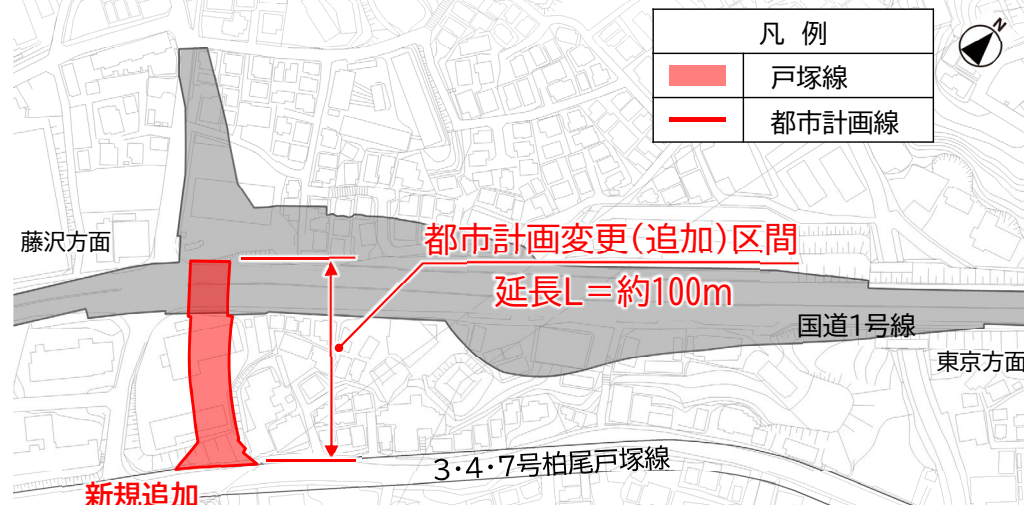 凡 例
戸塚線
都市計画線
N
藤沢方面
都市計画変更（追加）区間
延長L＝約100m
国道1号線
東京方面
3・4・7号柏尾戸塚線
新規追加